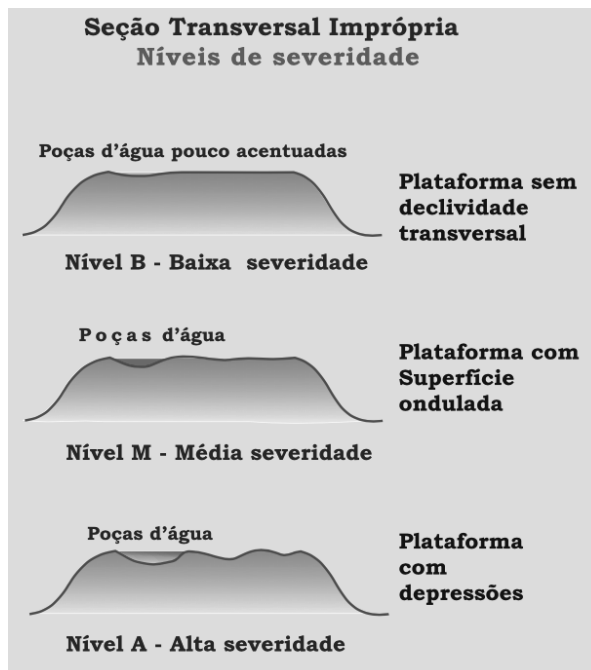 Seção Transversal Imprópria
Níveis de severidade
Poças d'água pouco acentuadas
Plataforma sem
declividade
transversal
Nível B - Baixa severidade
Poças d'água
Plataforma com
Superfície
ondulada
Nível M - Média severidade
Poças d'água
Plataforma
com
depressões
Nível A - Alta severidade